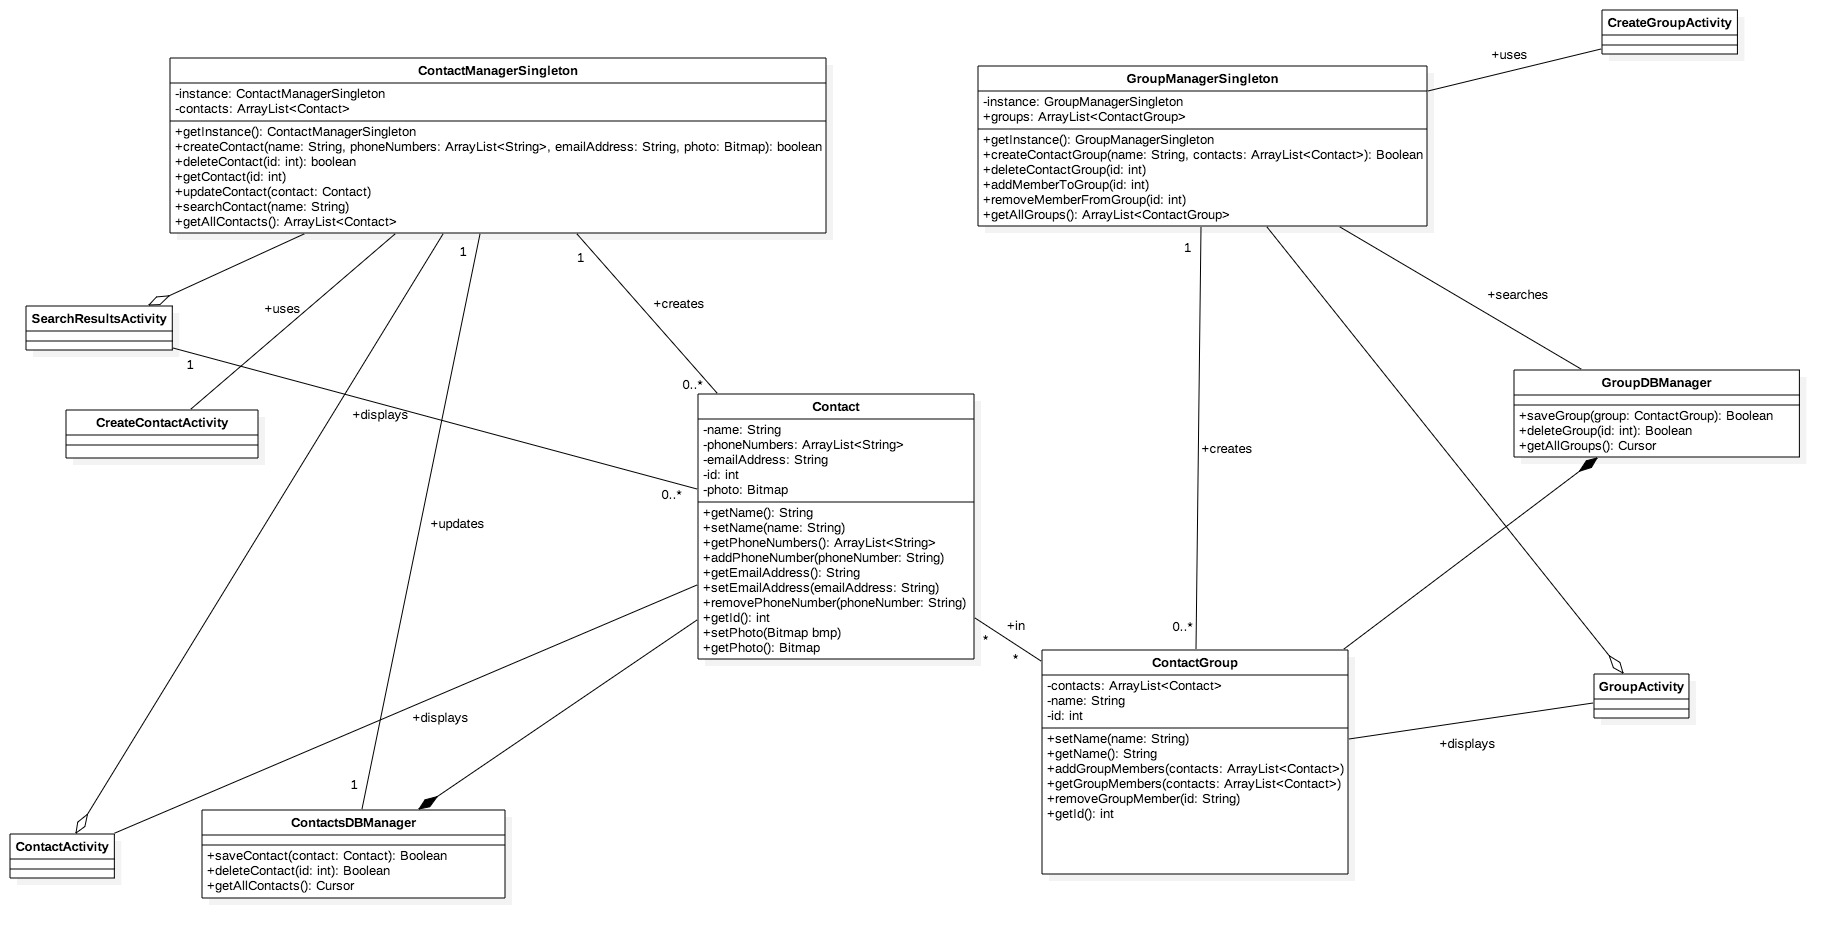 CreateGroupActivity
+uses
ContactManagerSingleton
-instance: ContactManagerSingleton
-contacts: ArrayList<Contact>
+getInstance(): ContactManagerSingleton
+createContact(name: String, phoneNumbers: ArrayList<String>, emailAddress: String, photo: Bitmap): boolean
+deleteContact(id: int): boolean
+getContact(id: int)
+updateContact(contact: Contact)
+searchContact(name: String)
+getAllContacts(): ArrayList<Contact>
GroupManagerSingleton
-instance: GroupManagerSingleton
+groups: ArrayList<ContactGroup>
+getInstance(): GroupManagerSingleton
+createContactGroup(name: String, contacts: ArrayList<Contact>): Boolean
+deleteContactGroup(id: int)
+addMemberToGroup(id: int)
+removeMemberFromGroup(id: int)
+getAllGroups(): ArrayList<ContactGroup>
1
1
1
+searches
+uses
+creates
SearchResultsActivity
1
0..*
GroupDBManager
+saveGroup(group: ContactGroup): Boolean
+deleteGroup(id: int): Boolean
+getAllGroups(): Cursor
CreateContactActivity
+displays
Contact
-name: String
-phoneNumbers: ArrayList<String>
-emailAddress: String
-id: int
-photo: Bitmap
+getName(): String
+setName(name: String)
+getPhoneNumbers(): ArrayList<String>
+addPhoneNumber(phoneNumber: String)
+getEmailAddress(): String
+setEmailAddress(emailAddress: String)
+removePhoneNumber(phoneNumber: String)
+getId(): int
+setPhoto(Bitmap bmp)
+getPhoto(): Bitmap
+creates
0..*
+updates
+in
*
*
0..*
ContactGroup
-contacts: ArrayList<Contact>
-name: String
-id: int
+setName(name: String)
+getName(): String
+addGroupMembers(contacts: ArrayList<Contact>)
+getGroupMembers(contacts: ArrayList<Contact>)
+removeGroupMember(id: String)
+getId(): int
GroupActivity
+displays
+displays
1
ContactsDBManager
+saveContact(contact: Contact): Boolean
+deleteContact(id: int): Boolean
+getAllContacts(): Cursor
ContactActivity